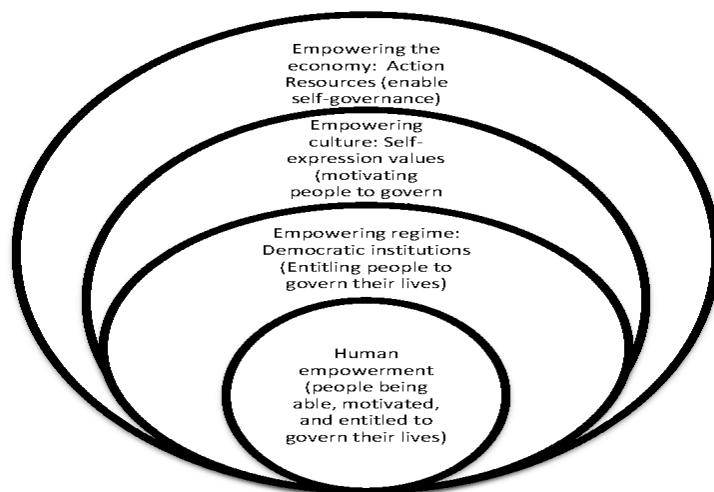 Empowering the
economy: Action
Resources (enable
self-governance)
Empowering
culture: Self-
expression values
(motivating
people to govern
Empowering regime:
Democratic institutions
(Entitling people to
govern their lives)
Human
empowerment
(people being
able, motivated,
and entitled to
govern their lives)